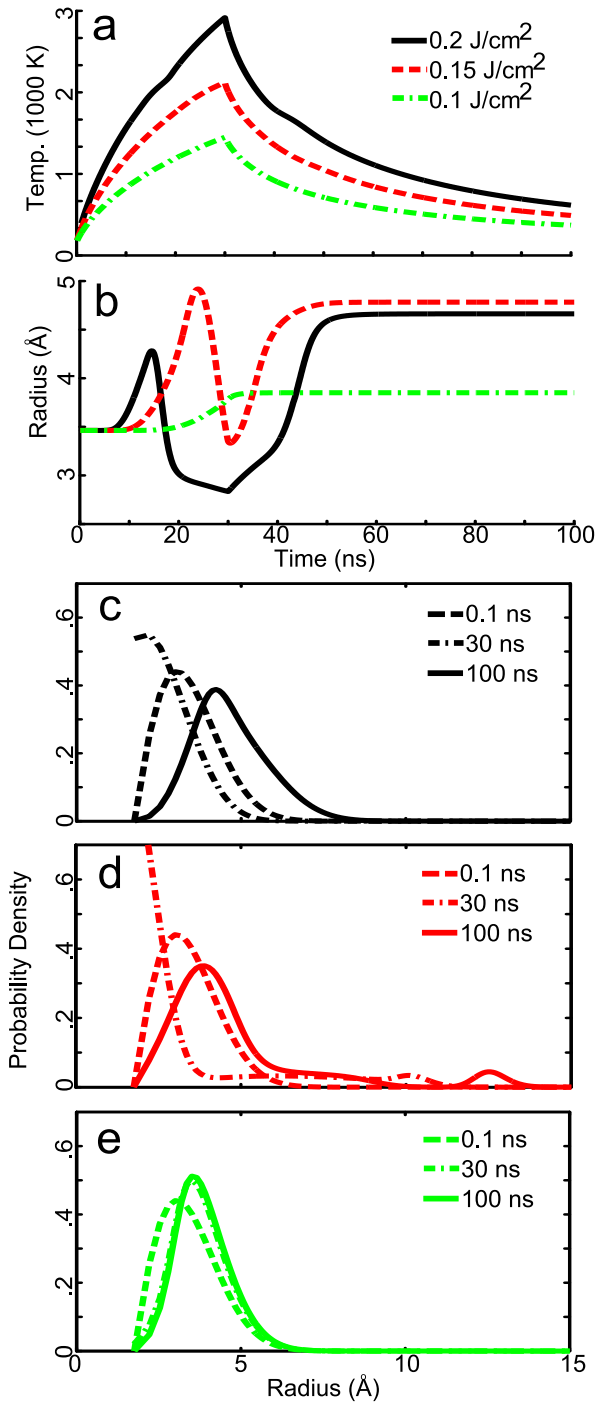 a
0.2 J/cm²
0.15 J/cm²
0.1 J/cm²
Temp. (1000 K)
3
2
1
0
b
Radius (Å)
5
4
3
0 20 40 60 80 100
Time (ns)
c
0.1 ns
30 ns
100 ns
.6
.4
.2
0
d
0.1 ns
30 ns
100 ns
.6
.4
.2
0
Probability Density
e
0.1 ns
30 ns
100 ns
.6
.4
.2
0
0 5 10 15
Radius (Å)